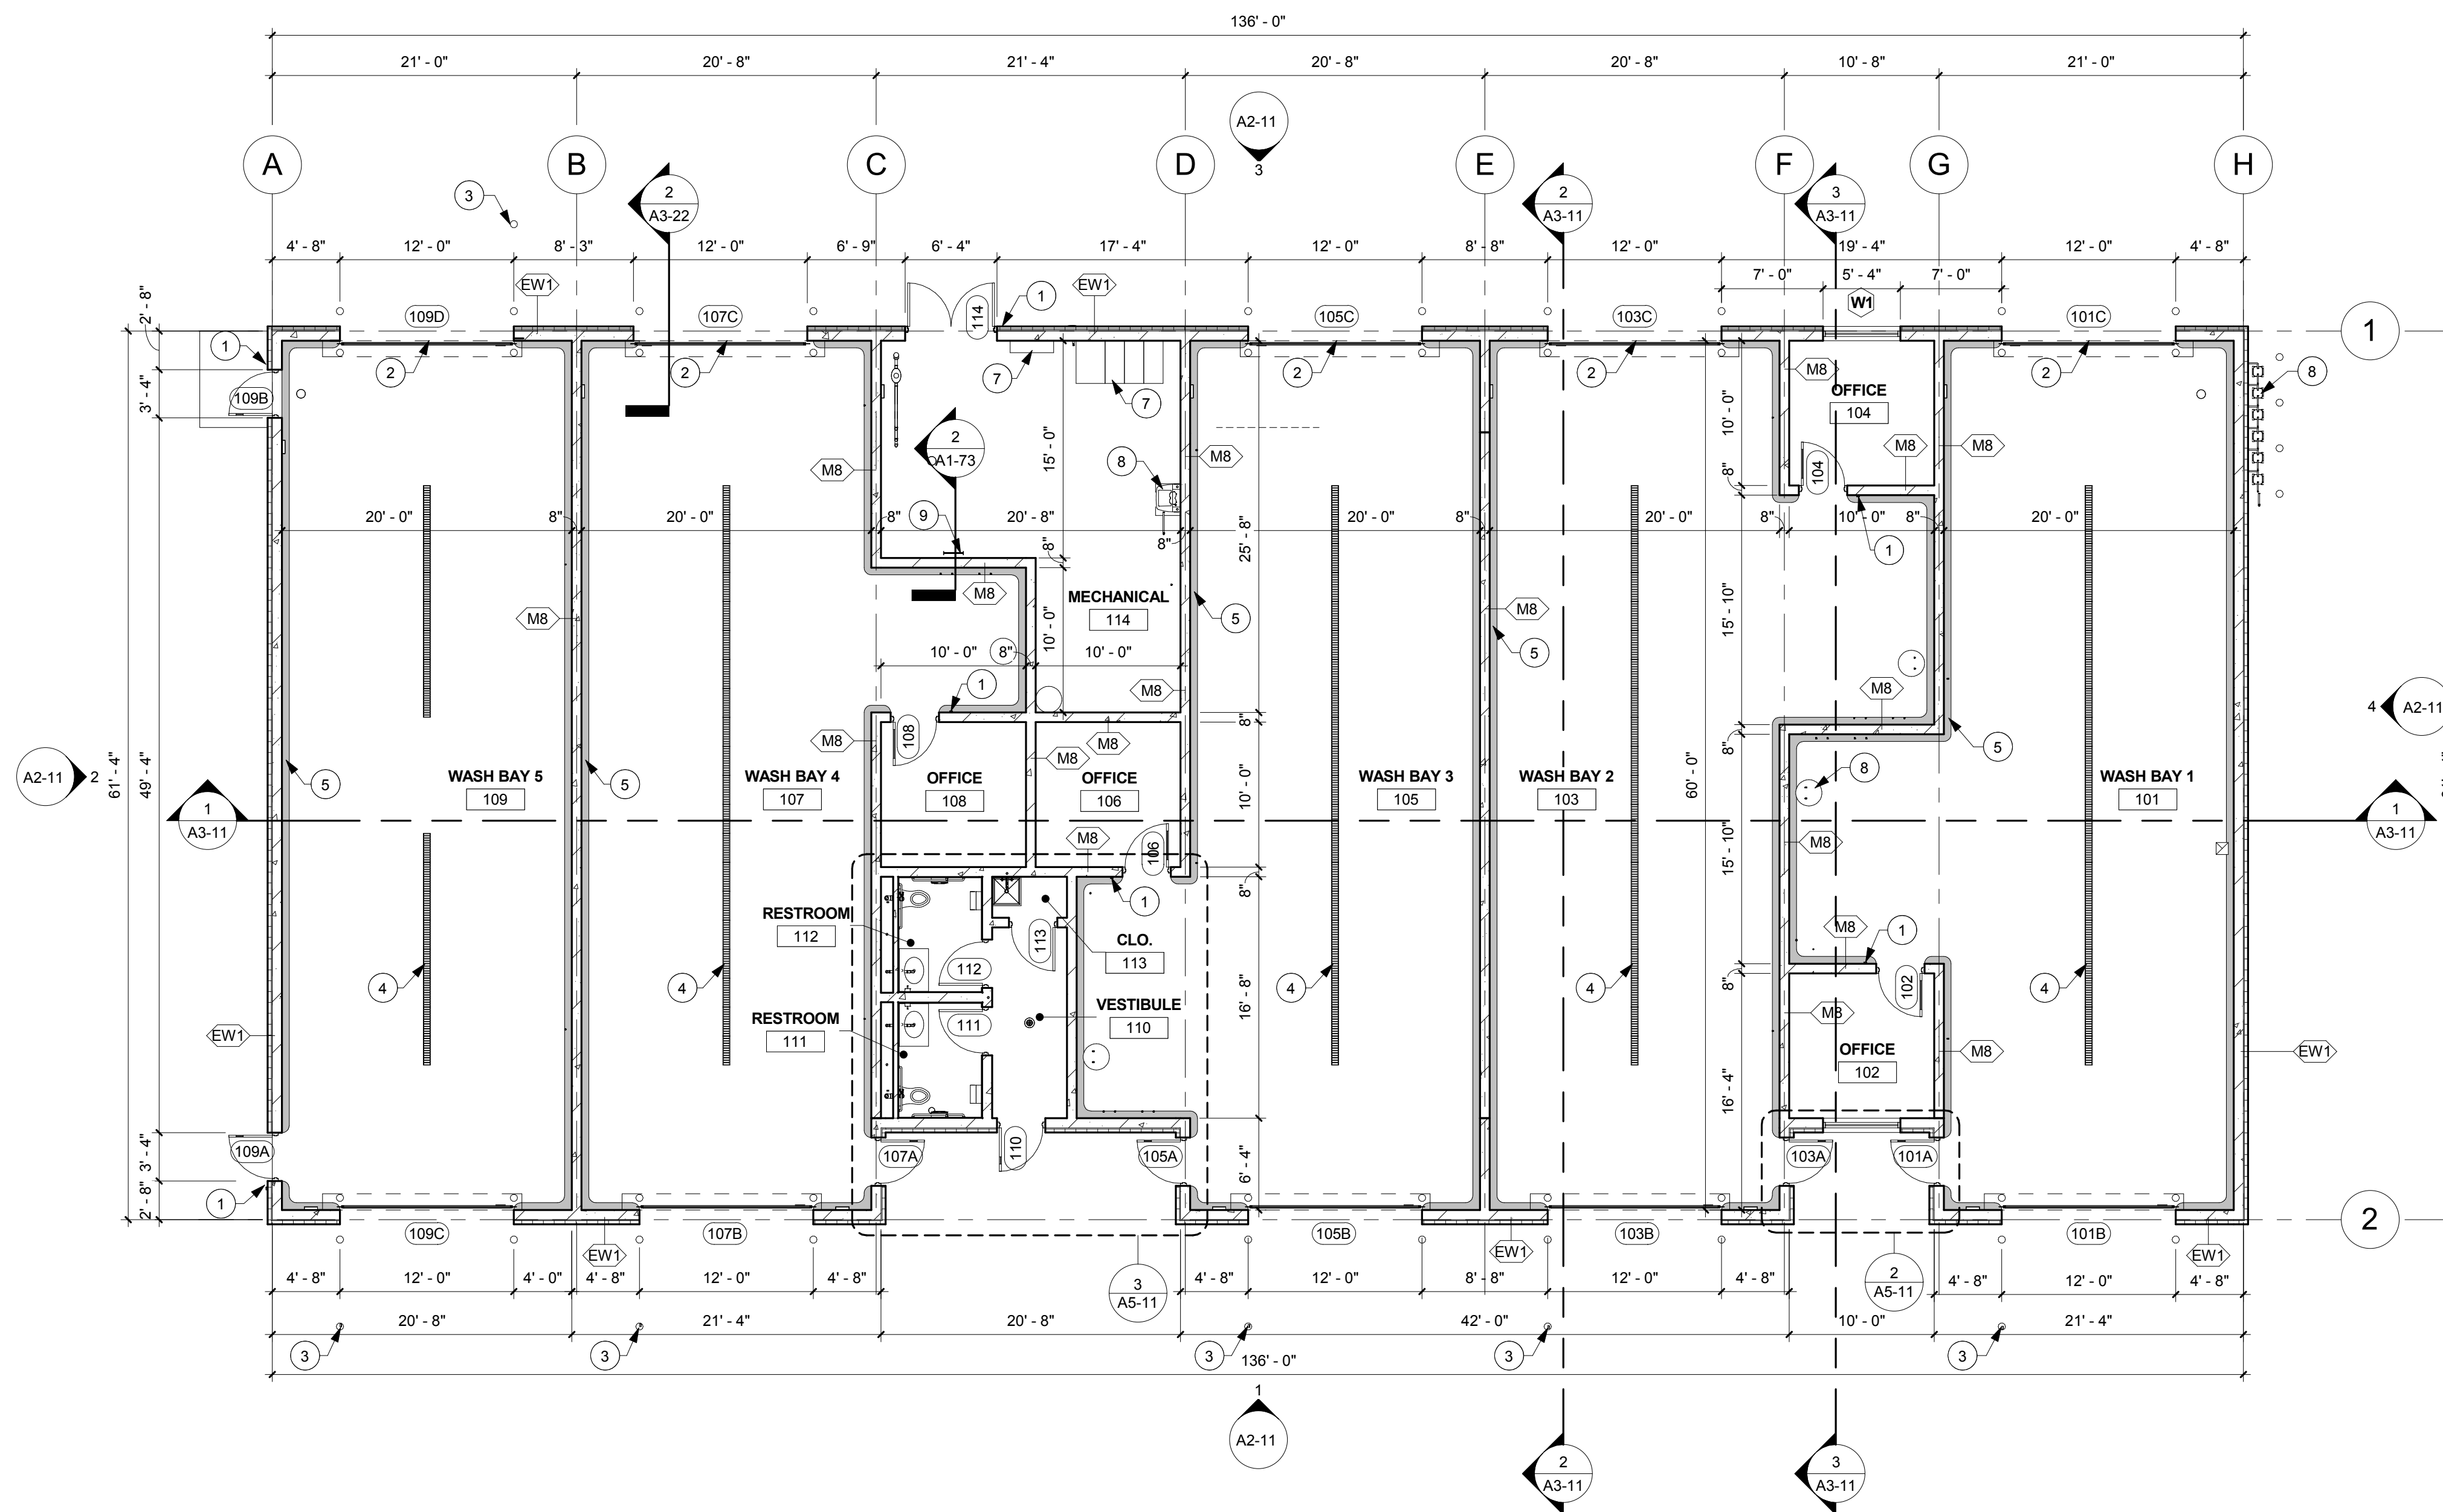 136' - 0"
21' - 0" 20' - 8" 21' - 4" 20' - 8" 20' - 8" 10' - 8" 21' - 0"
A2-11
3
A B C D E F G H
3
2
A3-22
2
A3-11
3
A3-11
4' - 8" 12' - 0" 8' - 3" 12' - 0" 6' - 9" 6' - 4" 17' - 4" 12' - 0" 8' - 8" 12' - 0" 19' - 4" 12' - 0" 4' - 8"
7' - 0" 5' - 4" 7' - 0"
EW1 EW1 W1
109D 107C 114 1 105C 103C 101C
1
2' - 8"
1
2 2 7 2 2 2 8
M8
OFFICE
104
109B
3' - 4"
7
10' - 0"
2
A1-73
15' - 0"
M8 M8 M8 M8
8
104
8"
9
20' - 0" 8" 20' - 0" 8" 20' - 8" 8" 20' - 0" 8" 20' - 0" 8" 10' - 0" 8" 20' - 0"
8"
25' - 8"
1
M8
MECHANICAL
114
M8
5
M8
5
15' - 10"
10' - 0" 8" 10' - 0"
10' - 0"
1
M8
M8
8"
108
M8
M8
M8
8"
5
4
A2-11
A2-11
2
61' - 4"
49' - 4"
5
5
WASH BAY 5
109
WASH BAY 4
107
OFFICE
108
OFFICE
106
10' - 0"
WASH BAY 3
105
WASH BAY 2
103
60' - 0"
8
WASH BAY 1
101
1
A3-11
1
A3-11
M8
106
M8
15' - 10"
8"
1
RESTROOM
112
113
CLO.
113
M8
1
112
8"
102
4 4 4 4 4
RESTROOM
111
111
VESTIBULE
110
16' - 8"
M8
EW1
OFFICE
102
M8
EW1
16' - 4"
109A
3' - 4"
107A
110
105A
103A
101A
6' - 4"
1
2' - 8"
2
109C 107B 105B 103B 101B
EW1 EW1 EW1
4' - 8" 12' - 0" 4' - 0" 4' - 8" 12' - 0" 4' - 8" 4' - 8" 12' - 0" 8' - 8" 12' - 0" 4' - 8" 4' - 8" 12' - 0" 4' - 8"
3
A5-11
2
A5-11
20' - 8" 21' - 4" 20' - 8" 42' - 0" 10' - 0" 21' - 4"
3 3 3 3 3
136' - 0"
1
A2-11
2
A3-11
3
A3-11